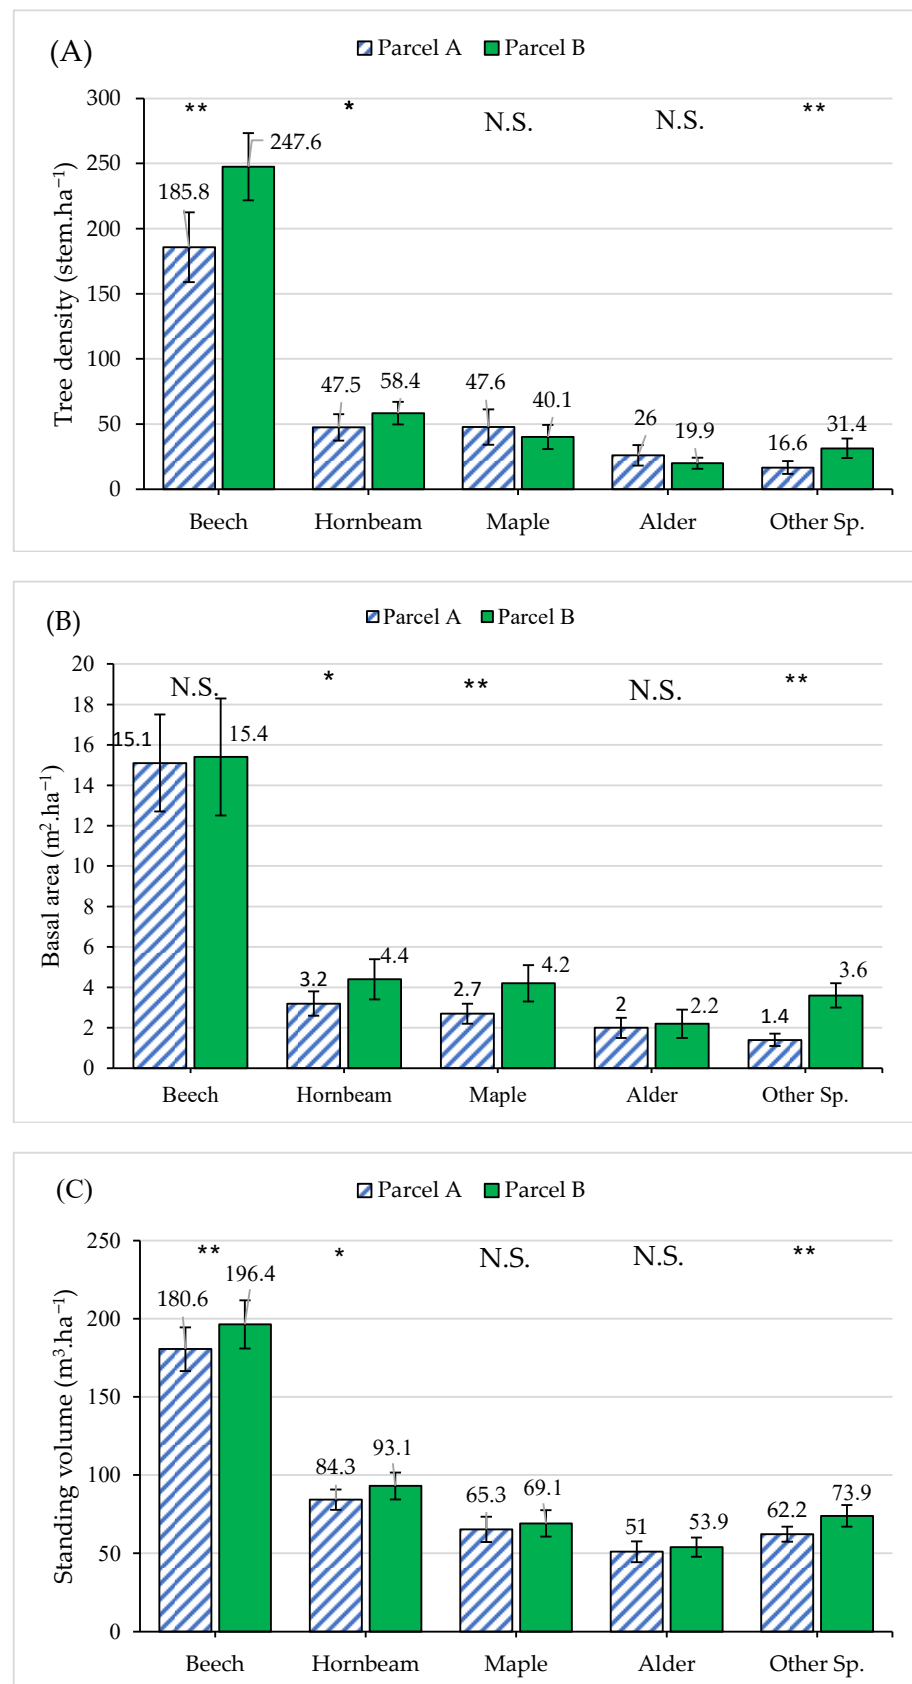 (A)
Parcel A Parcel B
300 ** * N.S. N.S. **
250 247.6
185.8
200
Tree density (stem.ha⁻¹)
150
100
47.5 58.4 47.6 40.1 26 19.9 16.6 31.4
50
0
Beech Hornbeam Maple Alder Other Sp.
(B)
Parcel A Parcel B
20 N.S. * ** N.S. **
18
16 15.1 15.4
14
12
Basal area (m².ha⁻¹)
10
8
6
3.2 4.4 2.7 4.2 2 2.2 1.4 3.6
4
2
0
Beech Hornbeam Maple Alder Other Sp.
(C)
Parcel A Parcel B
250 ** * N.S. N.S. **
180.6 196.4
200
Standing volume (m³.ha⁻¹)
150
84.3 93.1 65.3 69.1 51 53.9 62.2 73.9
100
50
0
Beech Hornbeam Maple Alder Other Sp.